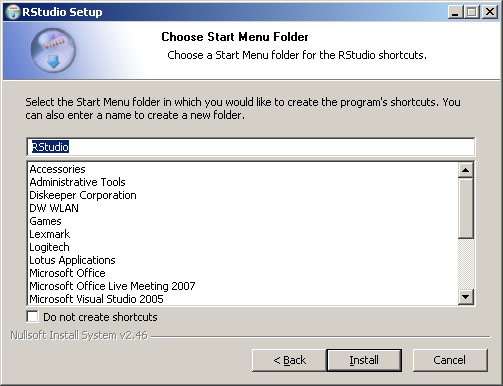 RStudio Setup
Choose Start Menu Folder
Choose a Start Menu folder for the RStudio shortcuts.
Select the Start Menu folder in which you would like to create the program's shortcuts. You
can also enter a name to create a new folder.
RStudio
Accessories
Administrative Tools
Diskeeper Corporation
DW WLAN
Games
Lexmark
Logitech
Lotus Applications
Microsoft Office
Microsoft Office Live Meeting 2007
Microsoft Visual Studio 2005
Do not create shortcuts
Nullsoft Install System v2.46
< Back Install Cancel